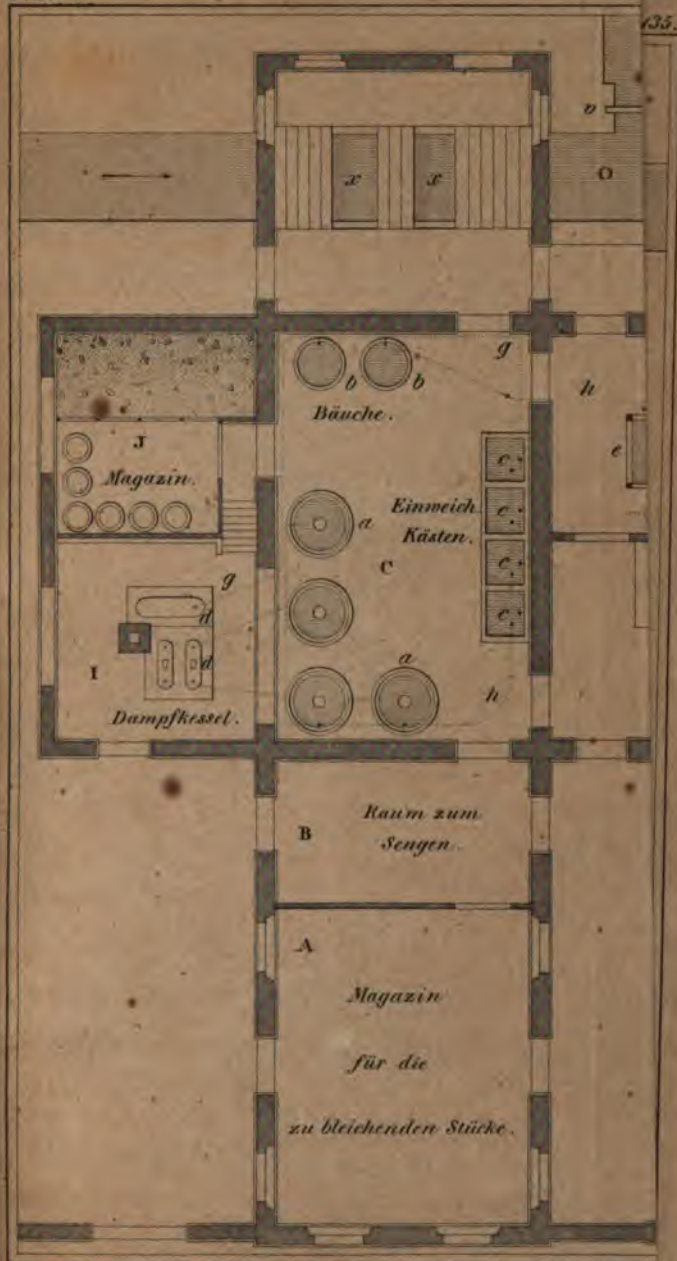 135.
v
x x O
g
b b h
Bäuche.
J
Magazin. e
Einweich
Kästen.
a
c
c
c
c
C
g
d
d
I
a
h
Dampfkessel.
B
Raum zum
Sengen.
A
Magazin
für die
zu bleichenden Stücke.